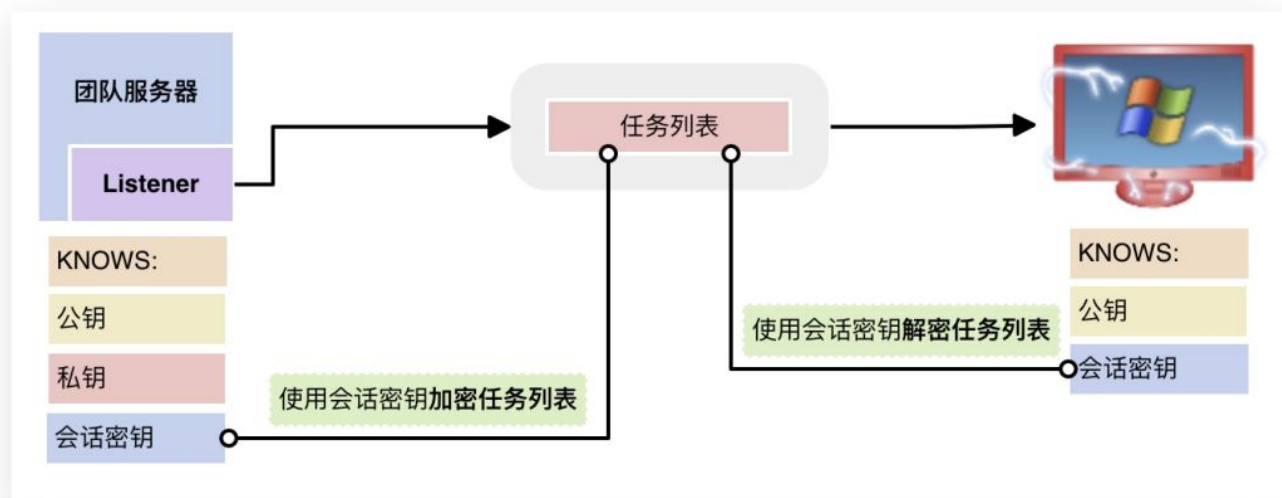 团队服务器
Listener
任务列表
KNOWS:
公钥
私钥
会话密钥
使用会话密钥加密任务列表
使用会话密钥解密任务列表
KNOWS:
公钥
会话密钥